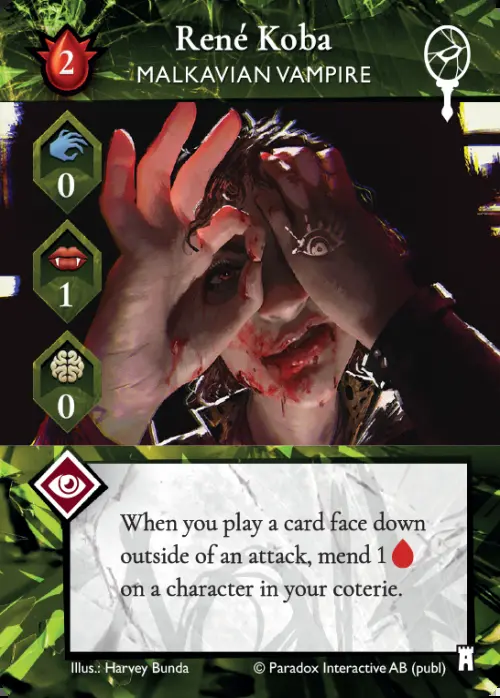 René Koba
2
MALKAVIAN VAMPIRE
0
1
0
When you play a card face down
outside of an attack, mend 1
on a character in your coterie.
Illus.: Harvey Bunda © Paradox Interactive AB (publ)